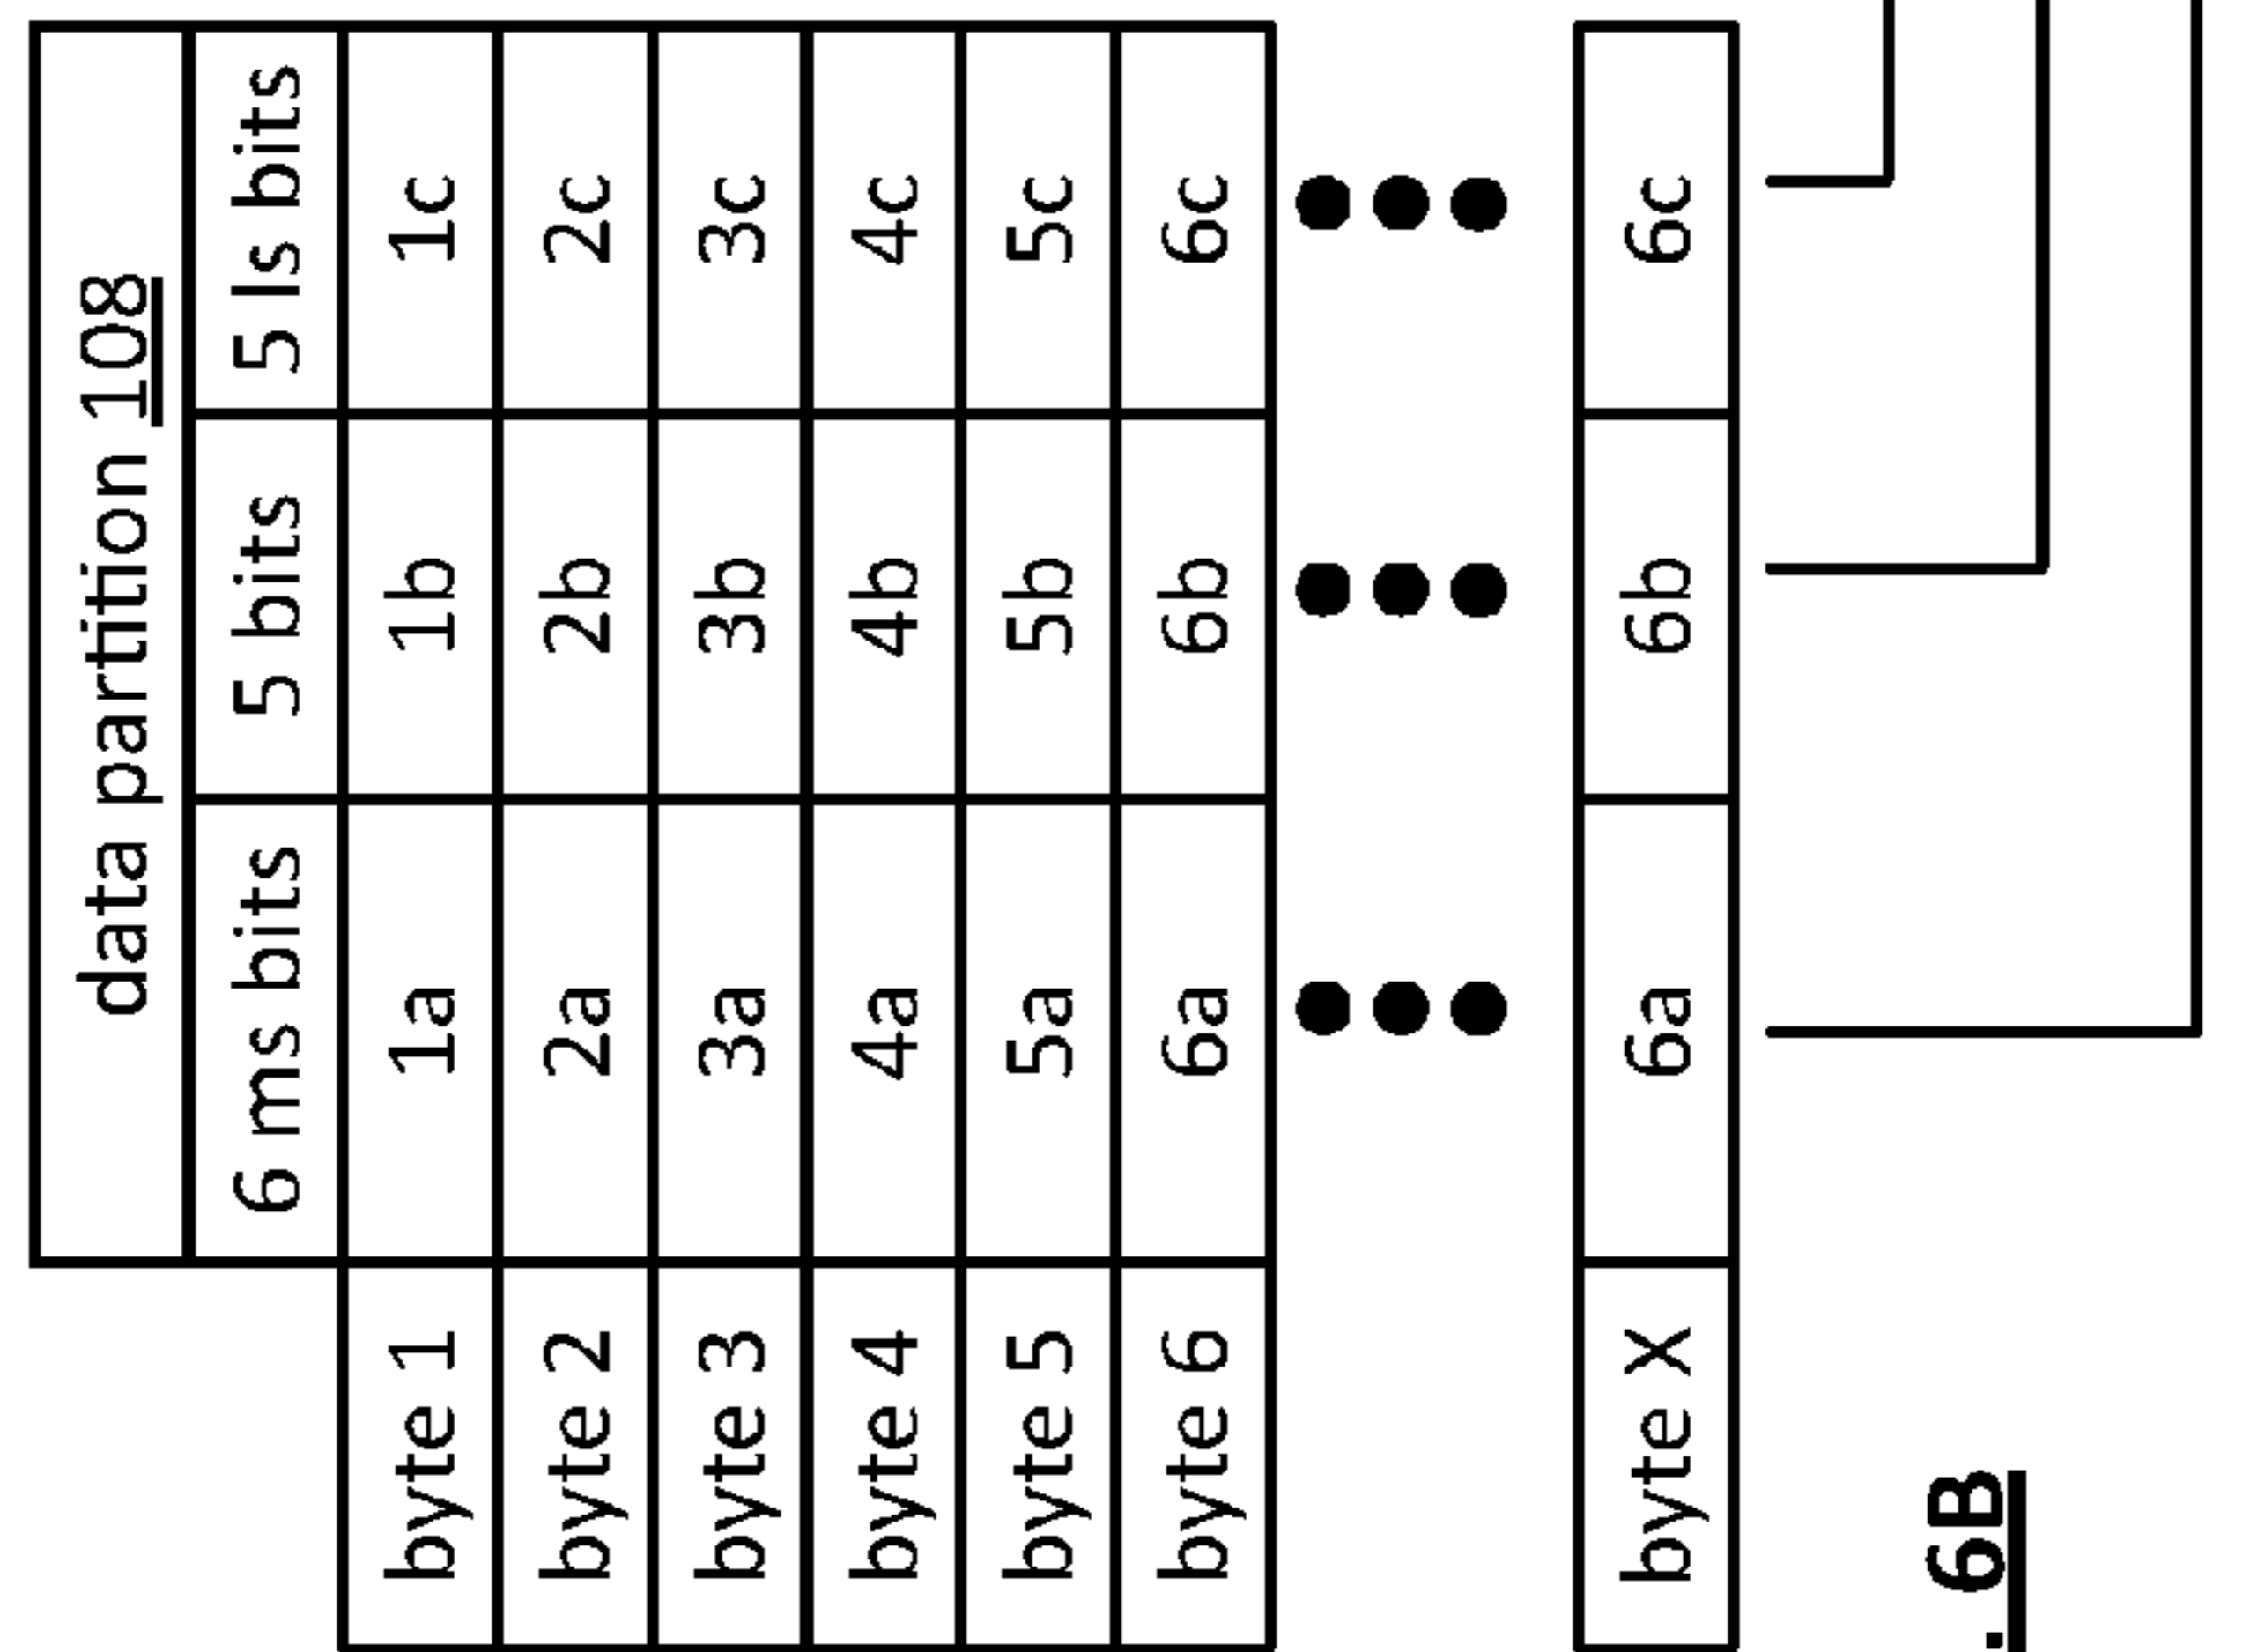 data partition 108
6 ms bits 5 bits 5 ls bits
byte 1 1a 1b 1c
byte 2 2a 2b 2c
byte 3 3a 3b 3c
byte 4 4a 4b 4c
byte 5 5a 5b 5c
byte 6 6a 6b 6c
byte X 6a 6b 6c
. 6B